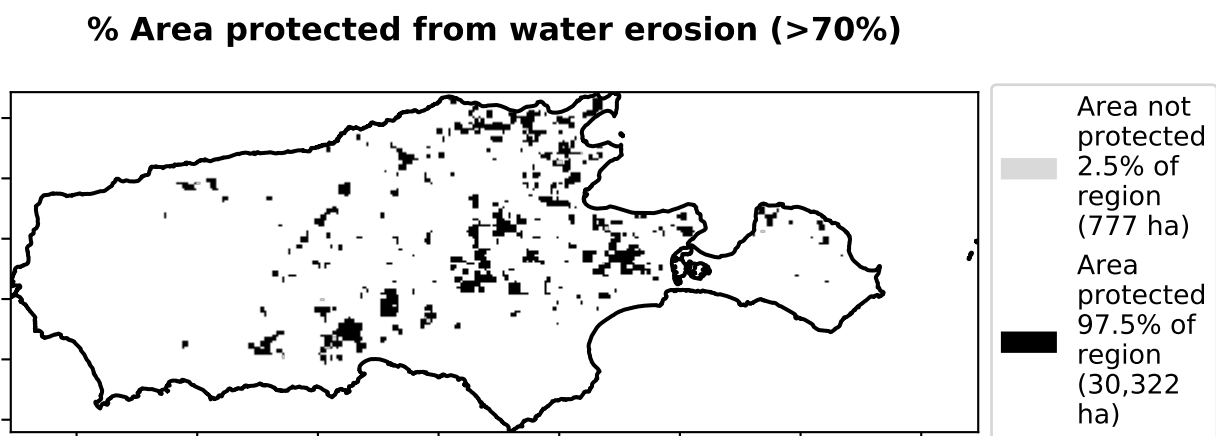 % Area protected from water erosion (>70%)
Area not
protected
2.5% of
region
(777 ha)
Area
protected
97.5% of
region
(30,322
ha)